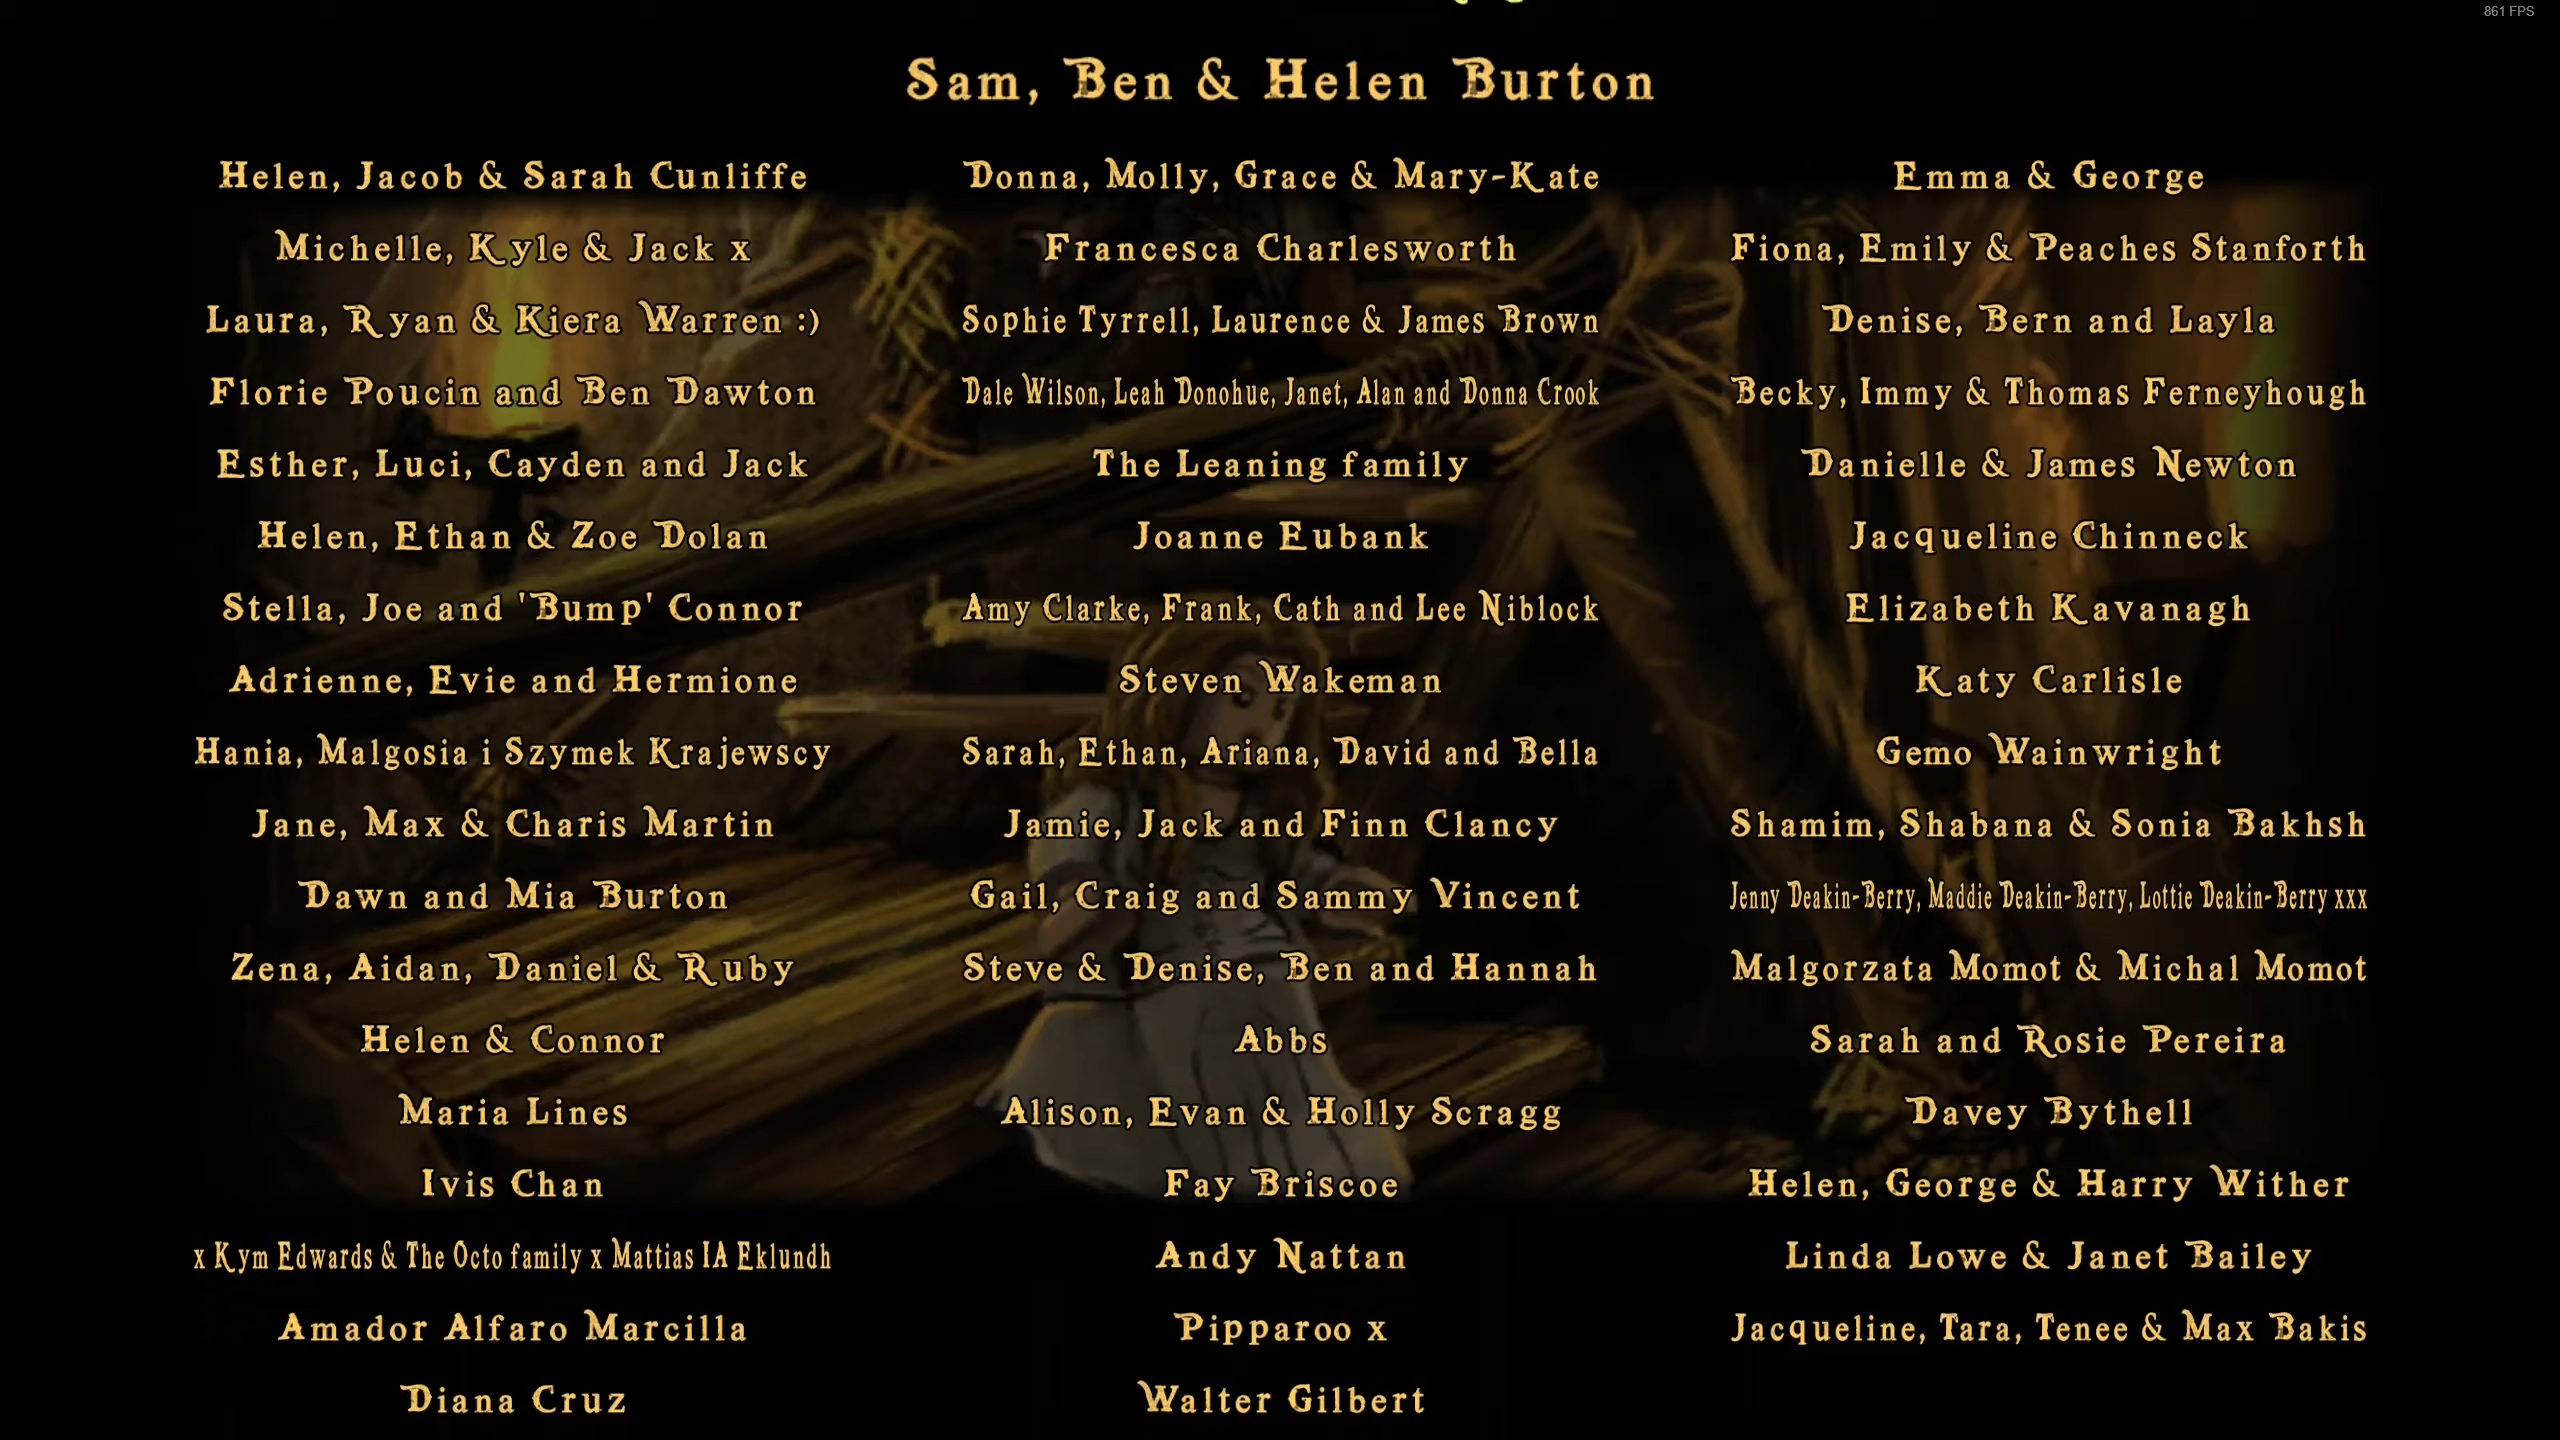 861 FPS
Sam, Ben & Helen Burton
Helen, Jacob & Sarah Cunliffe
Michelle, Kyle & Jack x
Laura, Ryan & Kiera Warren :)
Florie Poucin and Ben Dawton
Esther, Luci, Cayden and Jack
Helen, Ethan & Zoe Dolan
Stella, Joe and 'Bump' Connor
Adrienne, Evie and Hermione
Hania, Malgosia i Szymek Krajewscy
Jane, Max & Charis Martin
Dawn and Mia Burton
Zena, Aidan, Daniel & Ruby
Helen & Connor
Maria Lines
Ivis Chan
x Kym Edwards & The Octo family x Mattias IA Eklundh
Amador Alfaro Marcilla
Diana Cruz
Donna, Molly, Grace & Mary-Kate
Francesca Charlesworth
Sophie Tyrrell, Laurence & James Brown
Dale Wilson, Leah Donohue, Janet, Alan and Donna Crook
The Leaning family
Joanne Eubank
Amy Clarke, Frank, Cath and Lee Niblock
Steven Wakeman
Sarah, Ethan, Ariana, David and Bella
Jamie, Jack and Finn Clancy
Gail, Craig and Sammy Vincent
Steve & Denise, Ben and Hannah
Abbs
Alison, Evan & Holly Scragg
Fay Briscoe
Andy Nattan
Pipparoo x
Walter Gilbert
Emma & George
Fiona, Emily & Peaches Stanforth
Denise, Bern and Layla
Becky, Immy & Thomas Ferneyhough
Danielle & James Newton
Jacqueline Chinneck
Elizabeth Kavanagh
Katy Carlisle
Gemo Wainwright
Shamim, Shabana & Sonia Bakhsh
Jenny Deakin-Berry, Maddie Deakin-Berry, Lottie Deakin-Berry xxx
Malgorzata Momot & Michal Momot
Sarah and Rosie Pereira
Davey Bythell
Helen, George & Harry Wither
Linda Lowe & Janet Bailey
Jacqueline, Tara, Tenee & Max Bakis